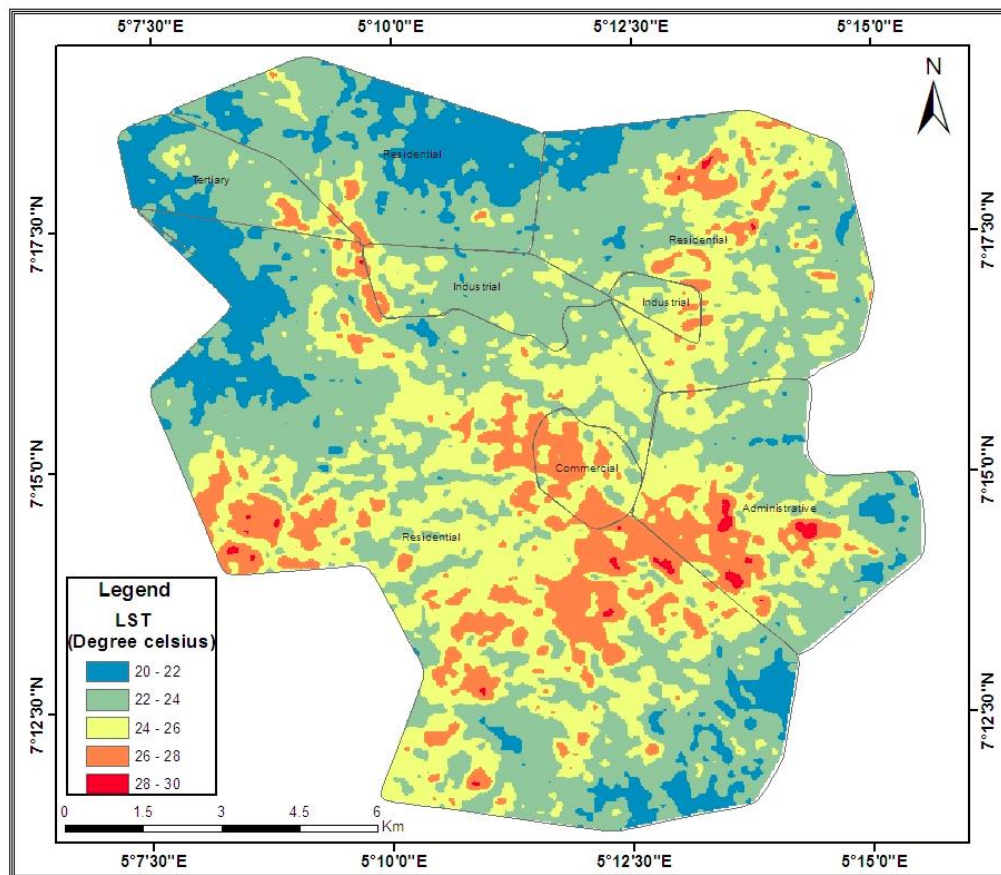 5°7'30"E 5°10'0"E 5°12'30"E 5°15'0"E
N
Residential
Tertiary
7°17'30"N
7°17'30"N
Residential
Industrial
Industrial
7°15'0"N
7°15'0"N
Commercial
Administrative
Residential
Legend
LST
(Degree celsius)
20 - 22
22 - 24
24 - 26
26 - 28
28 - 30
7°12'30"N
7°12'30"N
0 1.5 3 4.5 6
Km
5°7'30"E 5°10'0"E 5°12'30"E 5°15'0"E